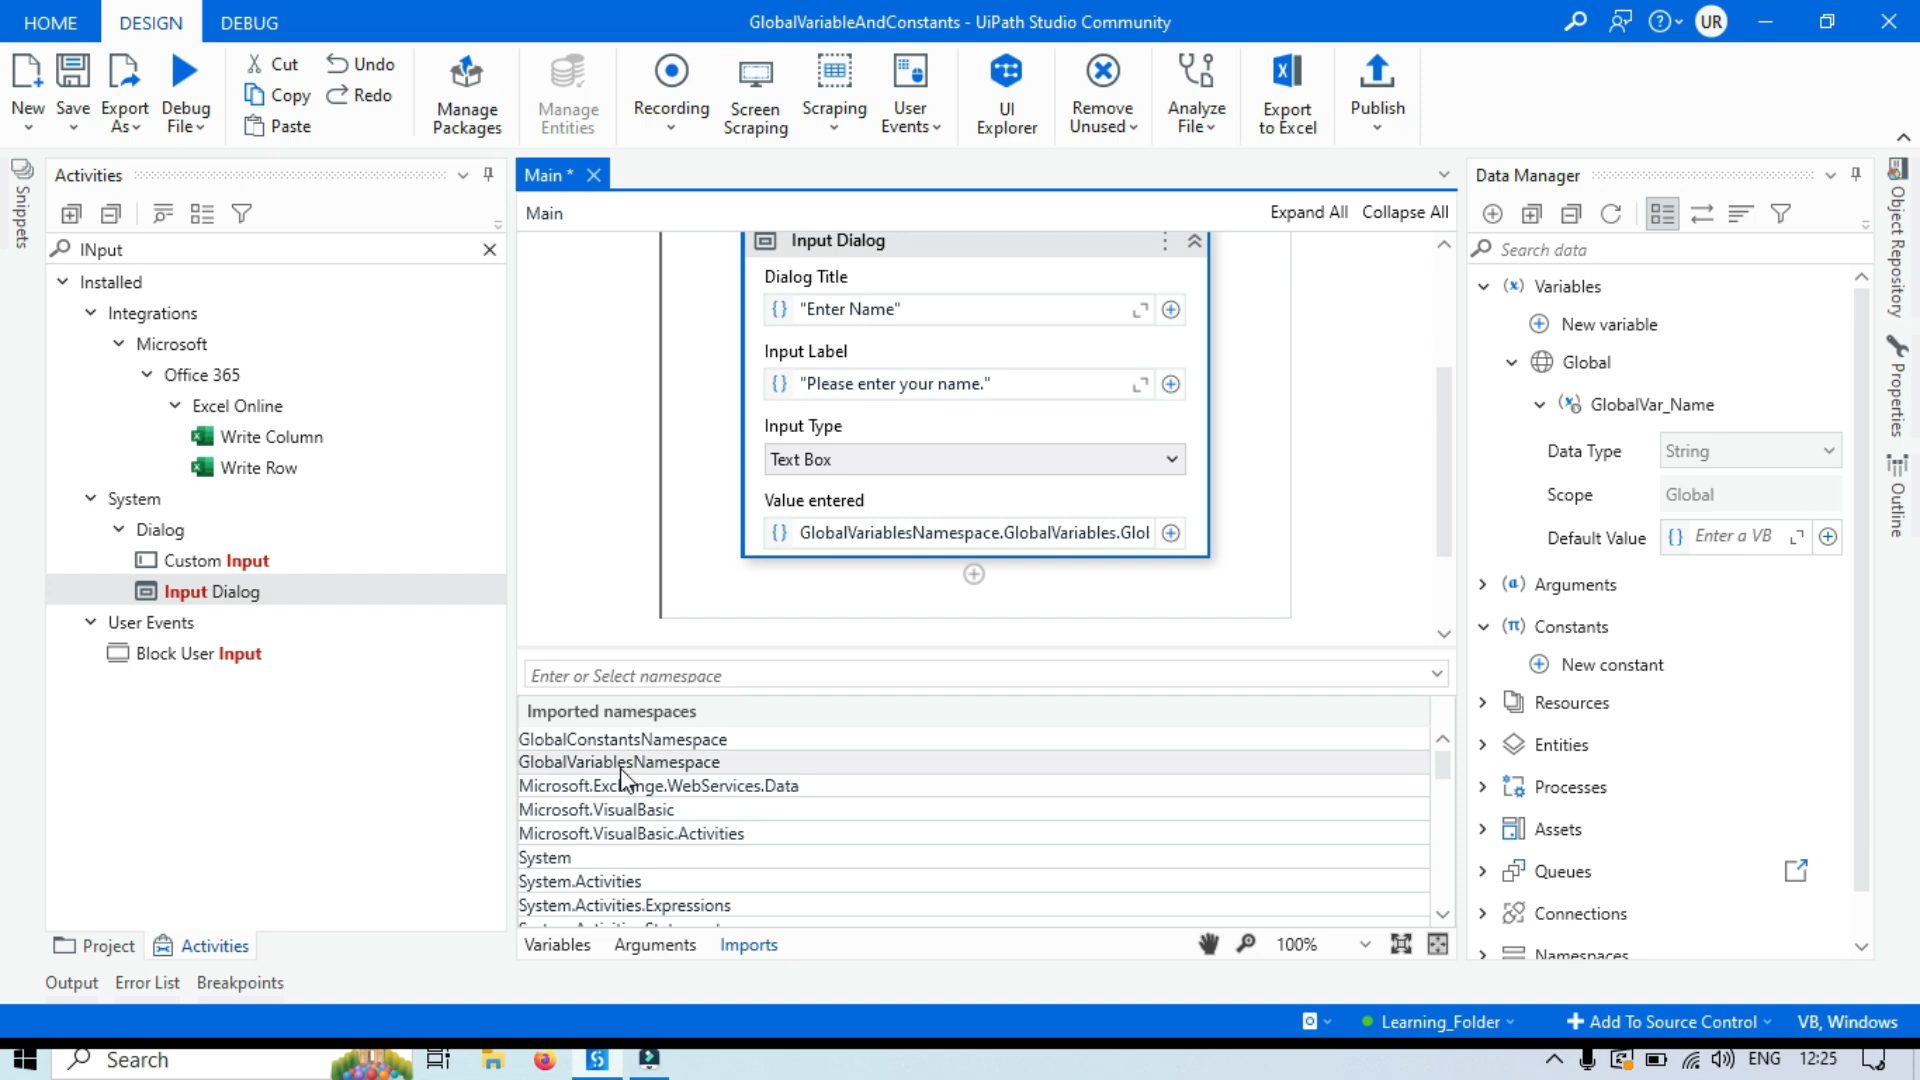 HOME DESIGN DEBUG
GlobalVariableAndConstants - UiPath Studio Community
UR
New
Save
Export As
Debug File
Cut
Copy
Paste
Undo
Redo
Manage Packages
Manage Entities
Recording
Screen Scraping
Scraping
User Events
UI Explorer
Remove Unused
Analyze File
Export to Excel
Publish
Snippets
Activities
INput
Installed
Integrations
Microsoft
Office 365
Excel Online
Write Column
Write Row
System
Dialog
Custom Input
Input Dialog
User Events
Block User Input
Project
Activities
Main *
Main
Expand All Collapse All
Input Dialog
Dialog Title
"Enter Name"
Input Label
"Please enter your name."
Input Type
Text Box
Value entered
GlobalVariablesNamespace.GlobalVariables.Glol
Enter or Select namespace
Imported namespaces
GlobalConstantsNamespace
GlobalVariablesNamespace
Microsoft.Exchange.WebServices.Data
Microsoft.VisualBasic
Microsoft.VisualBasic.Activities
System
System.Activities
System.Activities.Expressions
Variables Arguments Imports
100%
Data Manager
Search data
Variables
New variable
Global
GlobalVar_Name
Data Type String
Scope Global
Default Value Enter a VB
Arguments
Constants
New constant
Resources
Entities
Processes
Assets
Queues
Connections
Namespaces
Object Repository
Properties
Outline
Output Error List Breakpoints
Learning_Folder
Add To Source Control
VB, Windows
Search
ENG 12:25